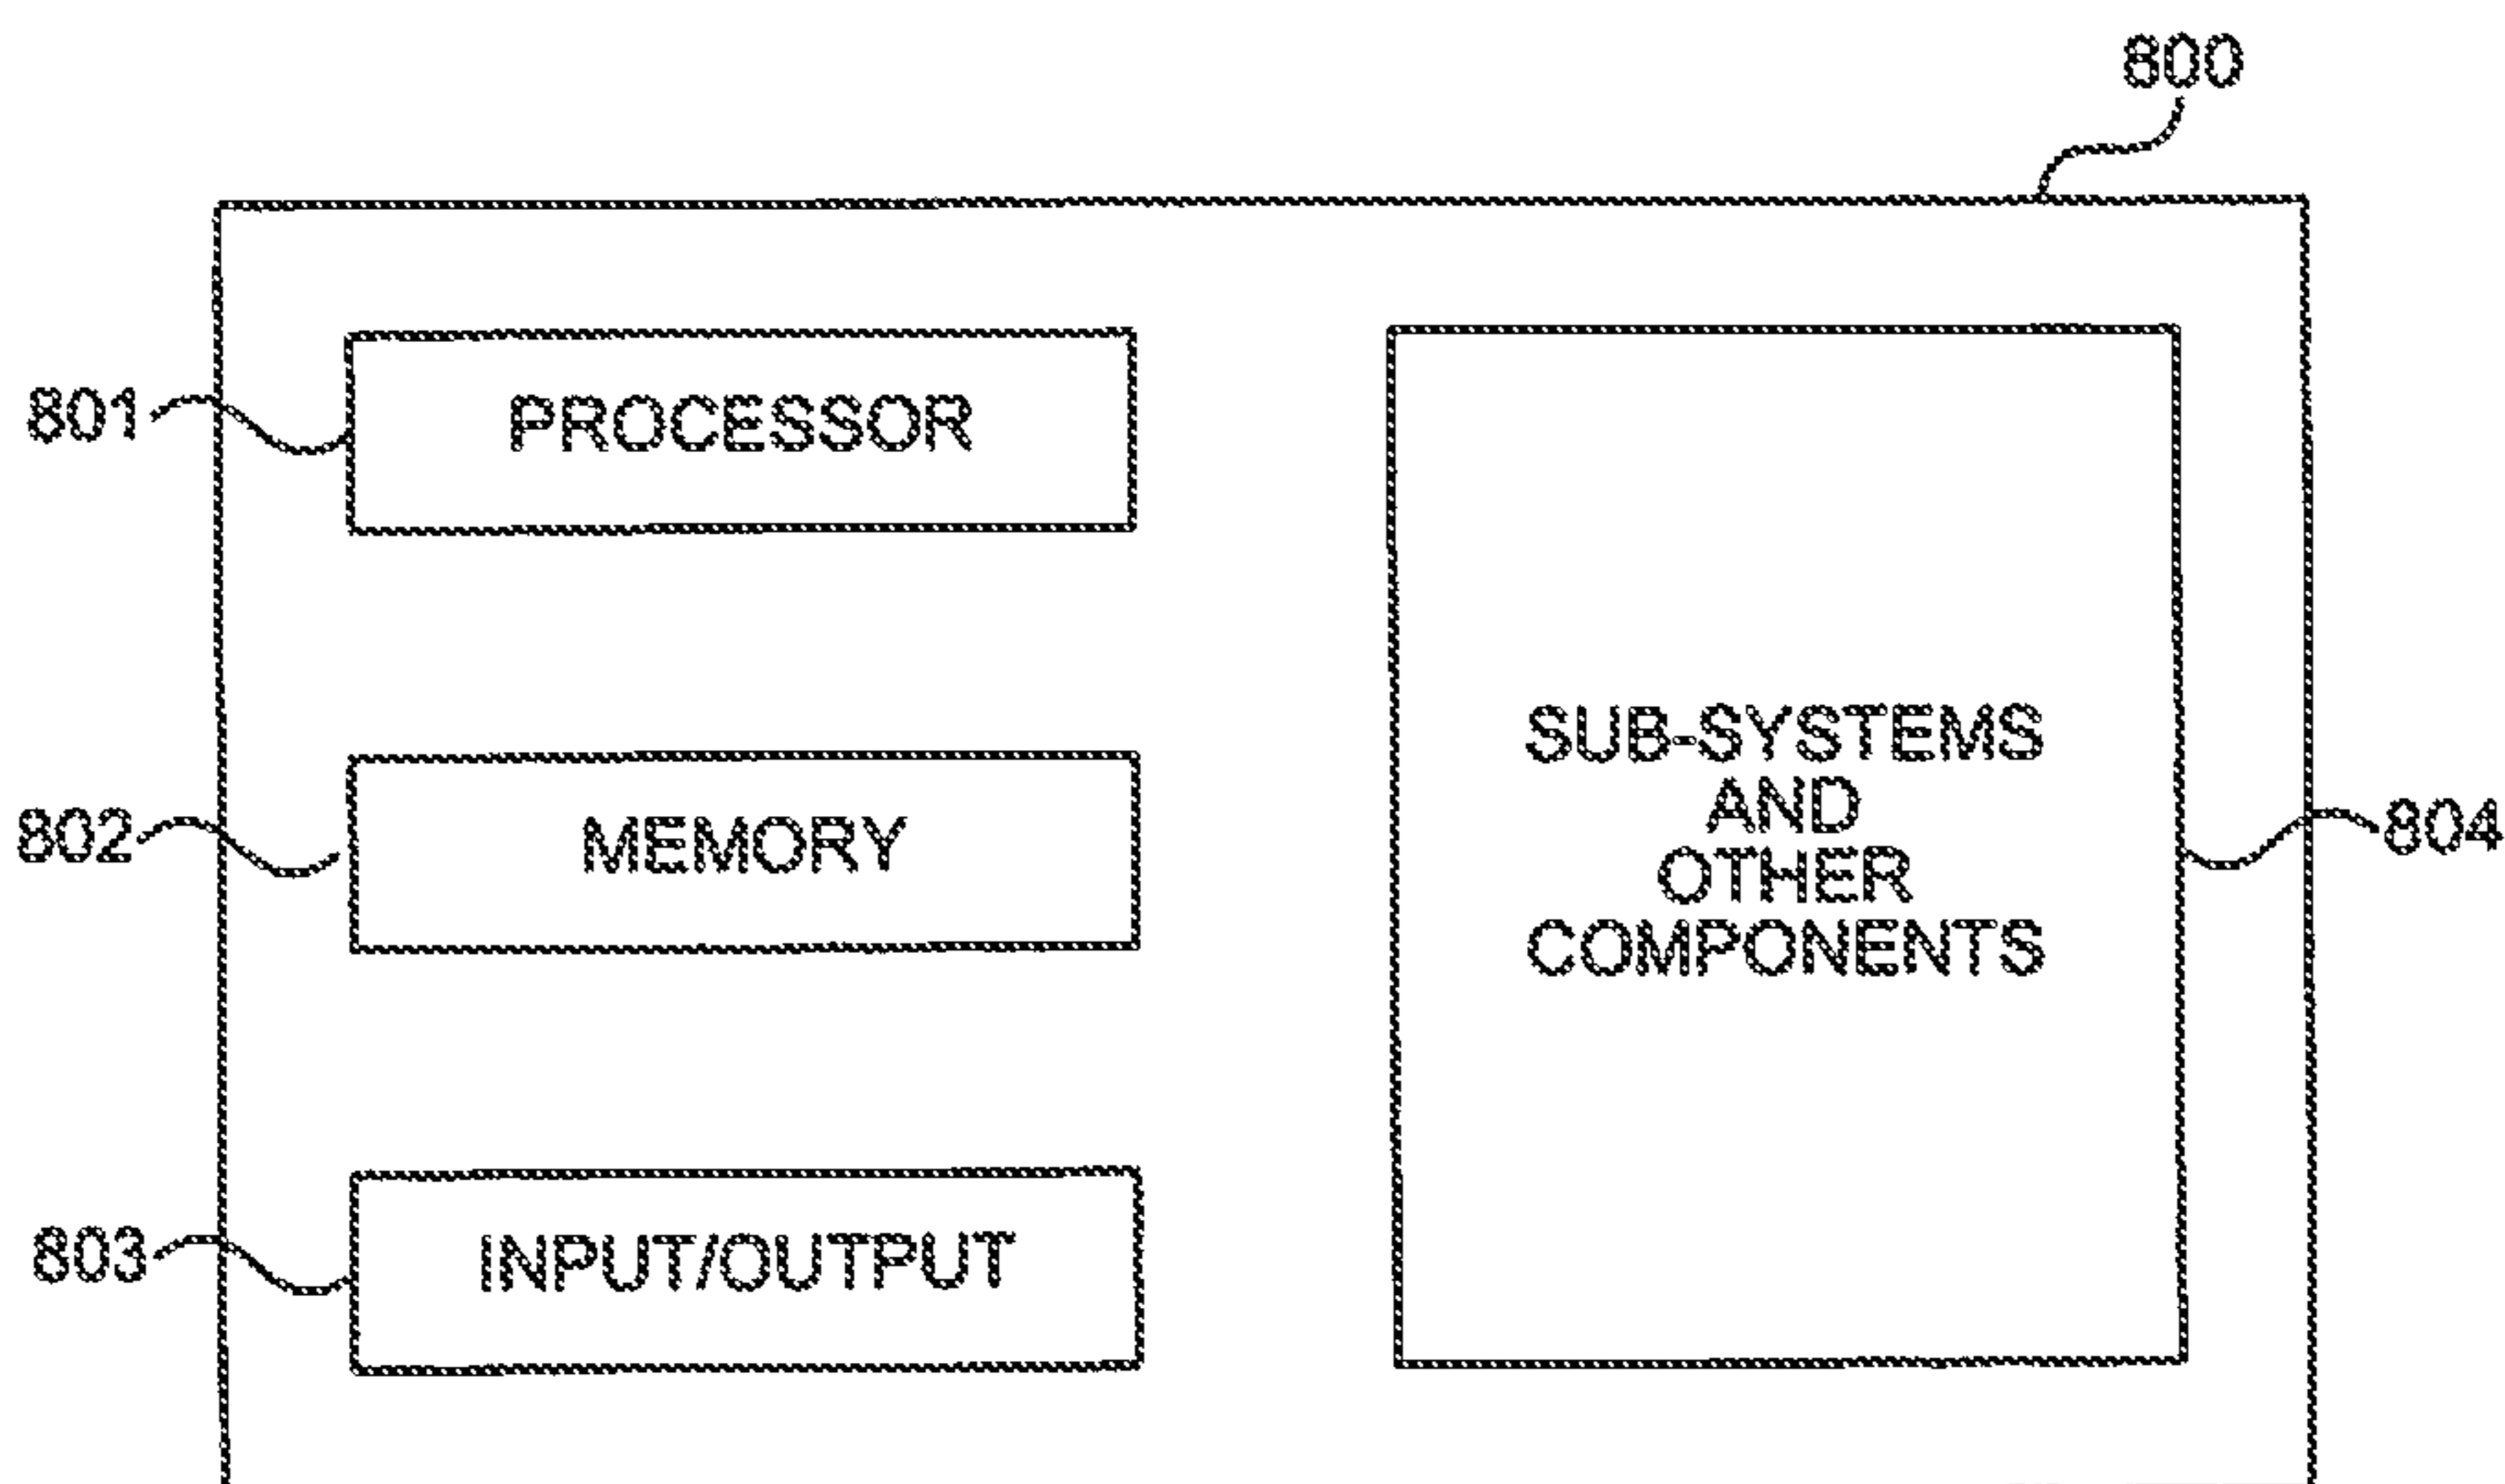 800
801
PROCESSOR
802
MEMORY
803
INPUT/OUTPUT
SUB-SYSTEMS
AND
OTHER
COMPONENTS
804